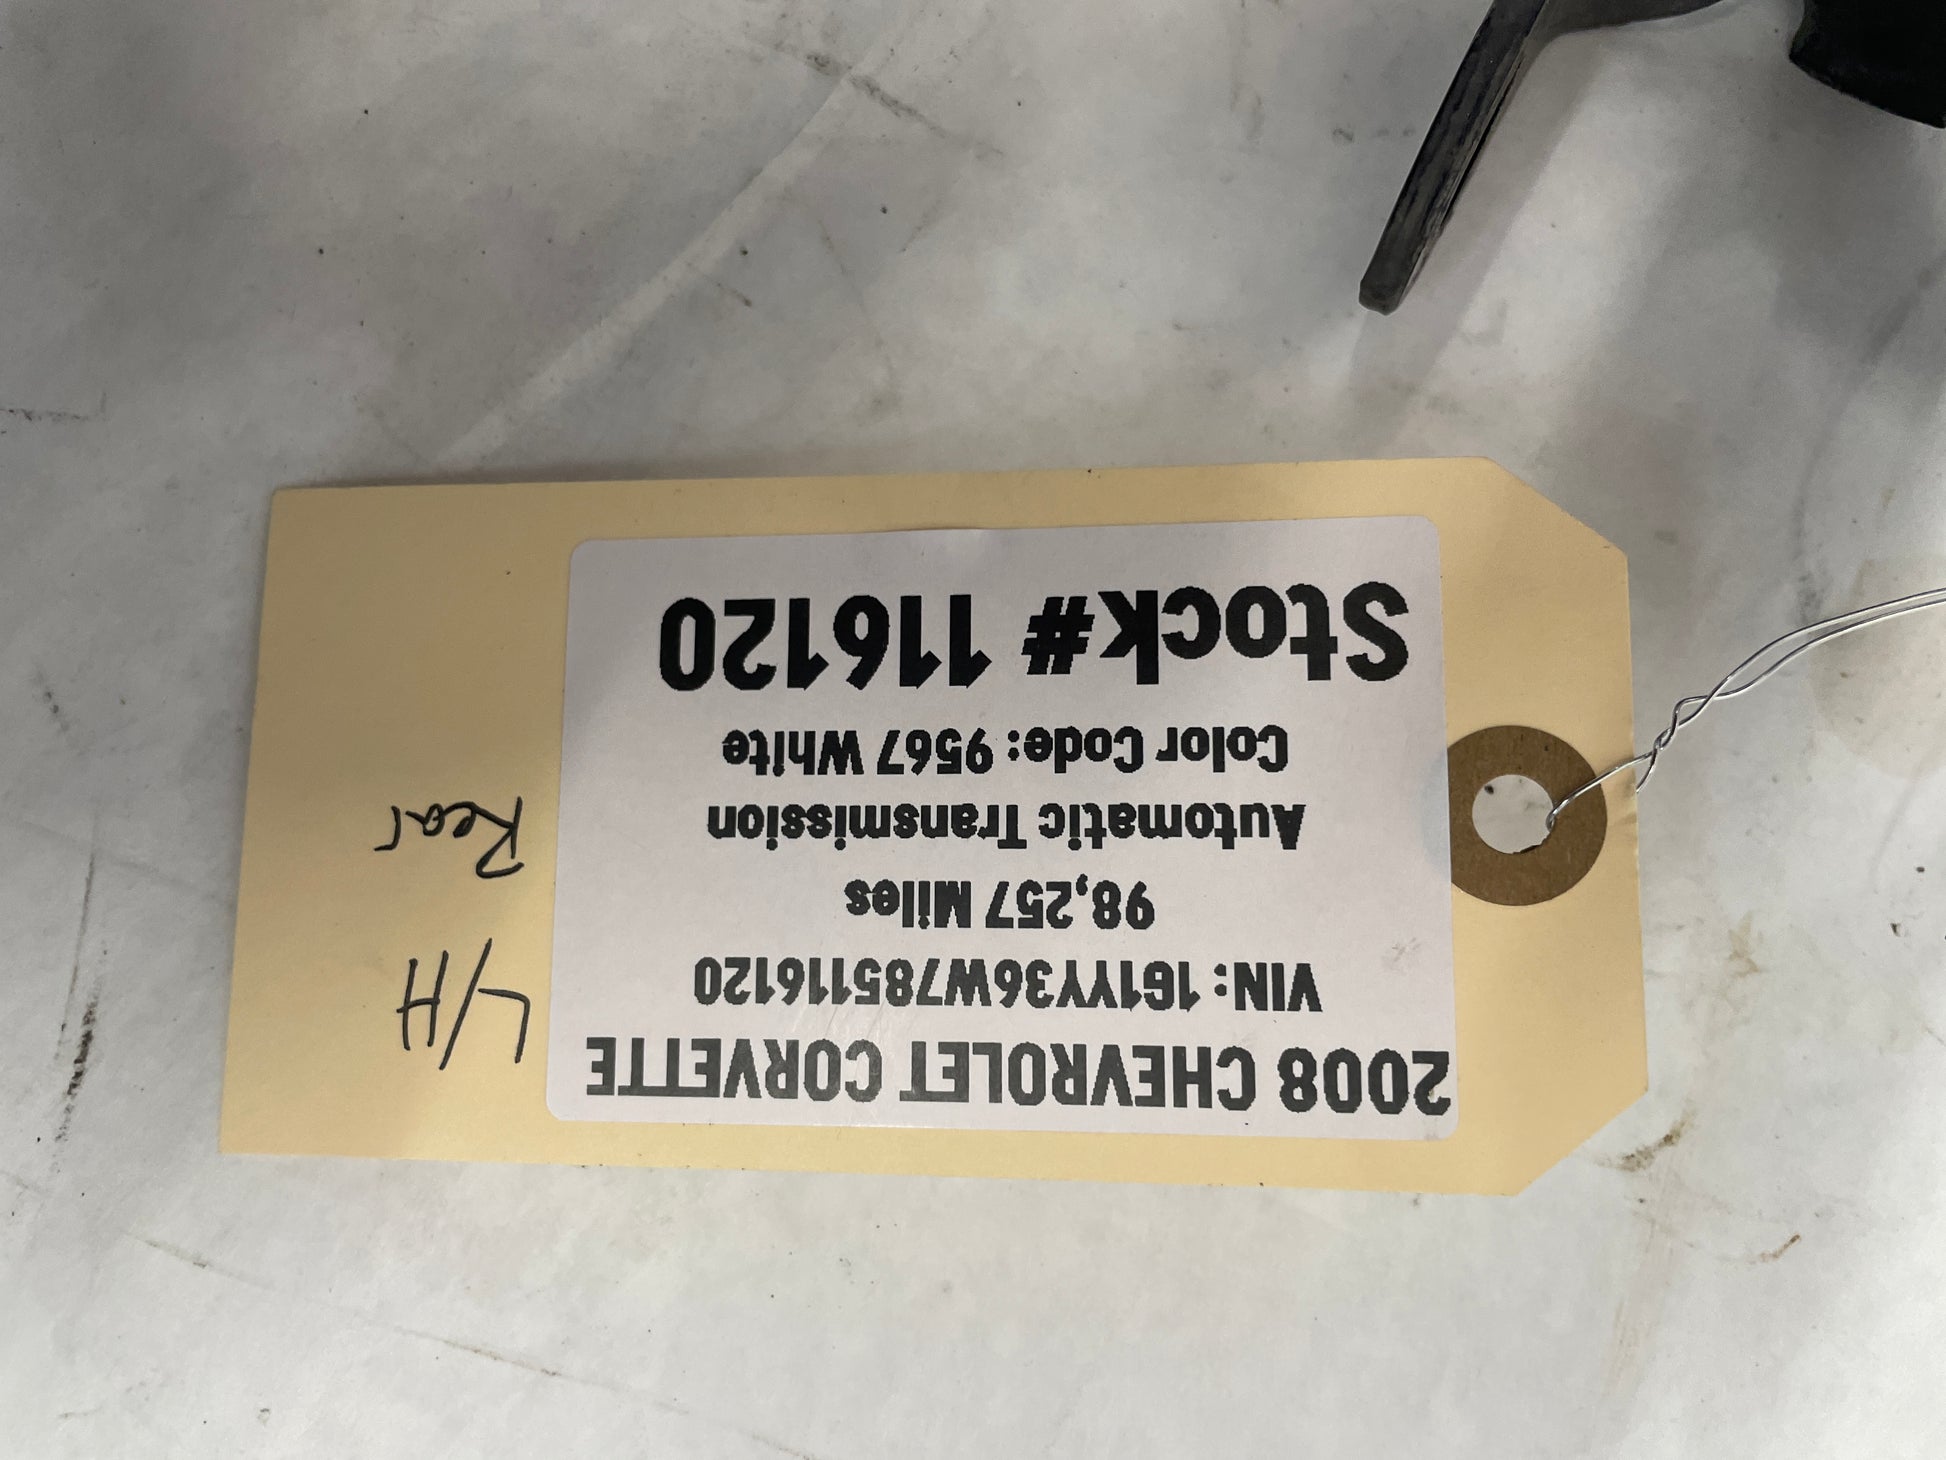 2008 CHEVROLET CORVETTE
VIN: 1G1YY36W785116120
98,257 Miles
Automatic Transmission
Color Code: 9567 White
Stock# 116120
L/H
Rear